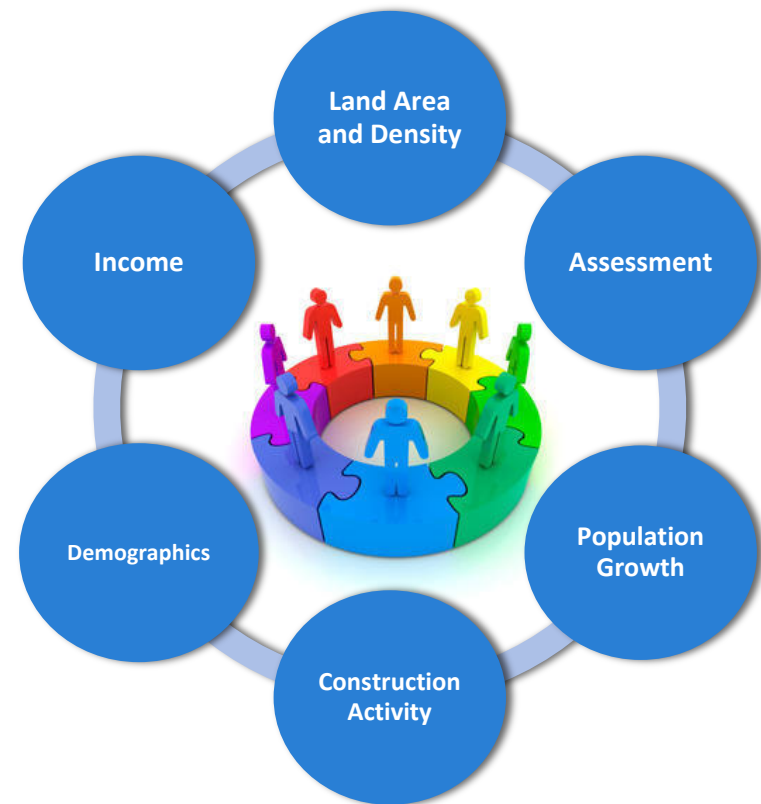 Land Area
and Density
Assessment
Population
Growth
Construction
Activity
Demographics
Income